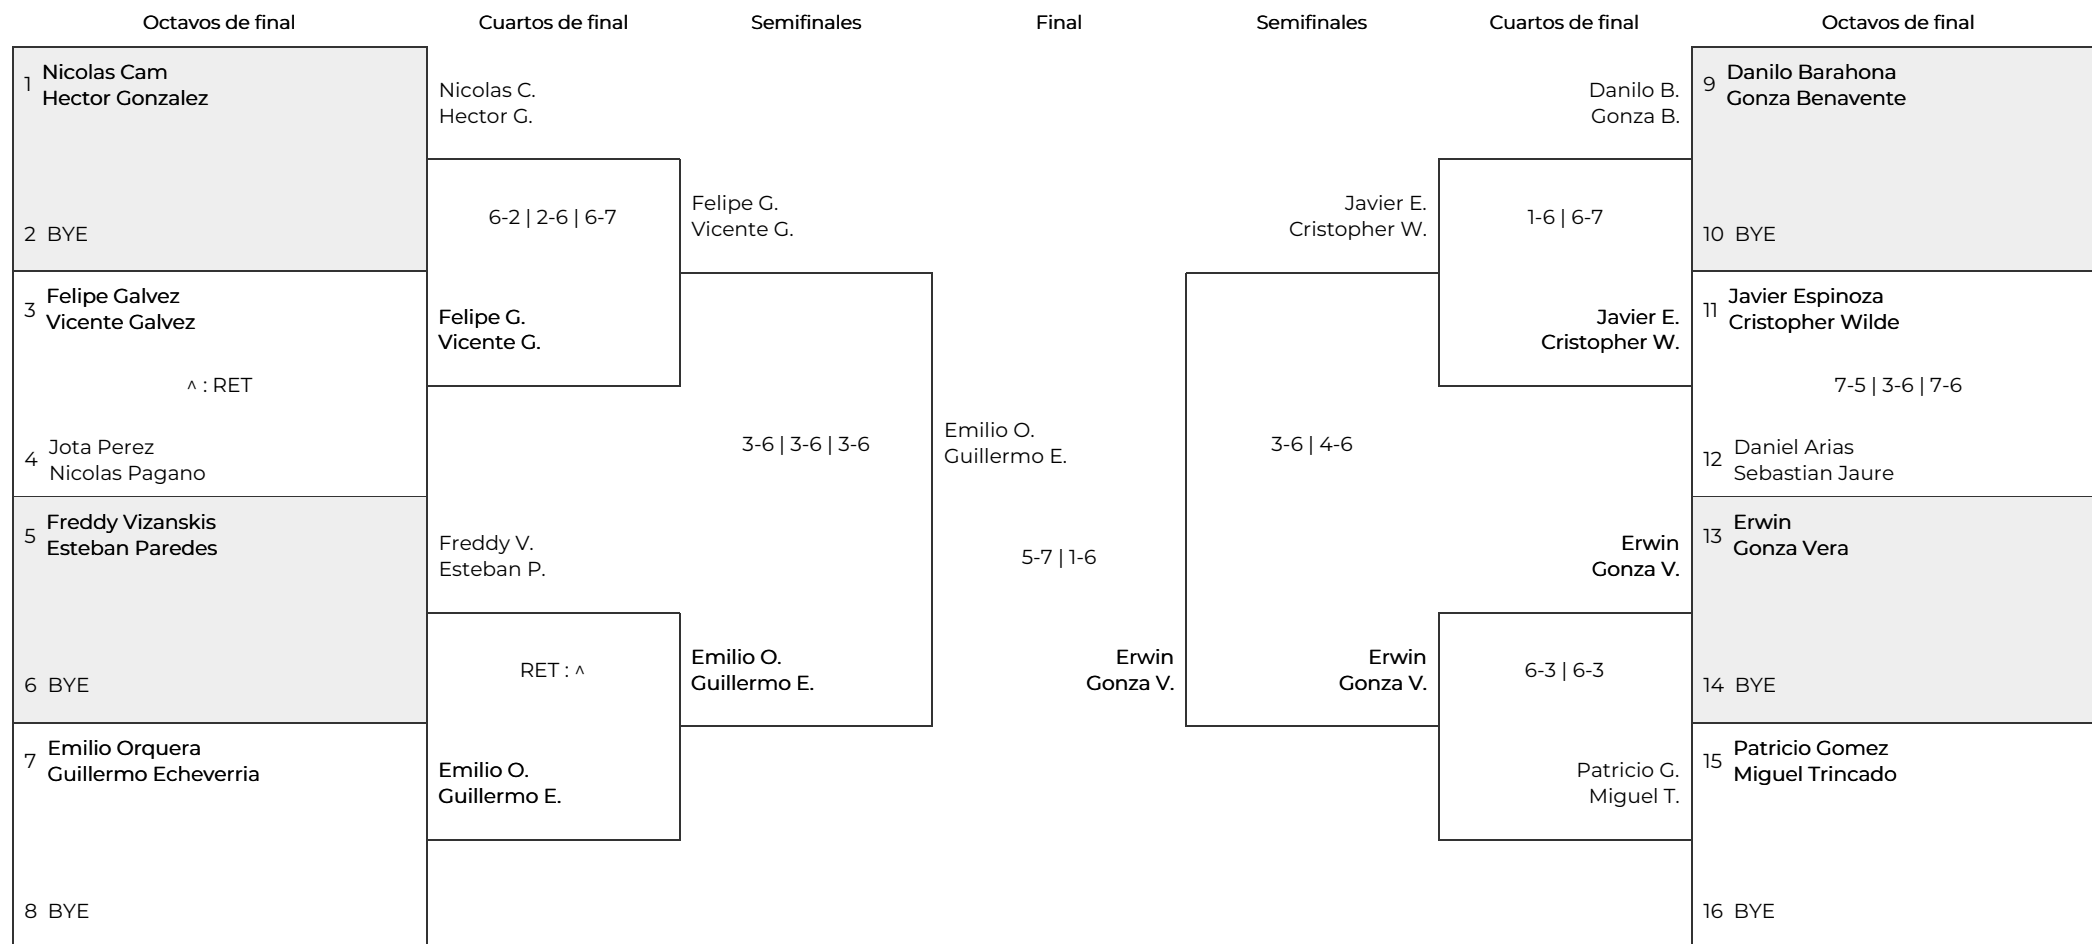 Octavos de final
Cuartos de final
Semifinales
Final
Semifinales
Cuartos de final
Octavos de final
1
Nicolas Cam
Hector Gonzalez
2 BYE
3
Felipe Galvez
Vicente Galvez
^ : RET
4
Jota Perez
Nicolas Pagano
5
Freddy Vizanskis
Esteban Paredes
6 BYE
7
Emilio Orquera
Guillermo Echeverria
8 BYE
Nicolas C.
Hector G.
6-2 | 2-6 | 6-7
Felipe G.
Vicente G.
Freddy V.
Esteban P.
RET : ^
Emilio O.
Guillermo E.
Felipe G.
Vicente G.
3-6 | 3-6 | 3-6
Emilio O.
Guillermo E.
Emilio O.
Guillermo E.
5-7 | 1-6
Erwin
Gonza V.
Javier E.
Cristopher W.
3-6 | 4-6
Erwin
Gonza V.
Danilo B.
Gonza B.
1-6 | 6-7
Javier E.
Cristopher W.
Erwin
Gonza V.
6-3 | 6-3
Patricio G.
Miguel T.
9
Danilo Barahona
Gonza Benavente
10 BYE
11
Javier Espinoza
Cristopher Wilde
7-5 | 3-6 | 7-6
12
Daniel Arias
Sebastian Jaure
13
Erwin
Gonza Vera
14 BYE
15
Patricio Gomez
Miguel Trincado
16 BYE